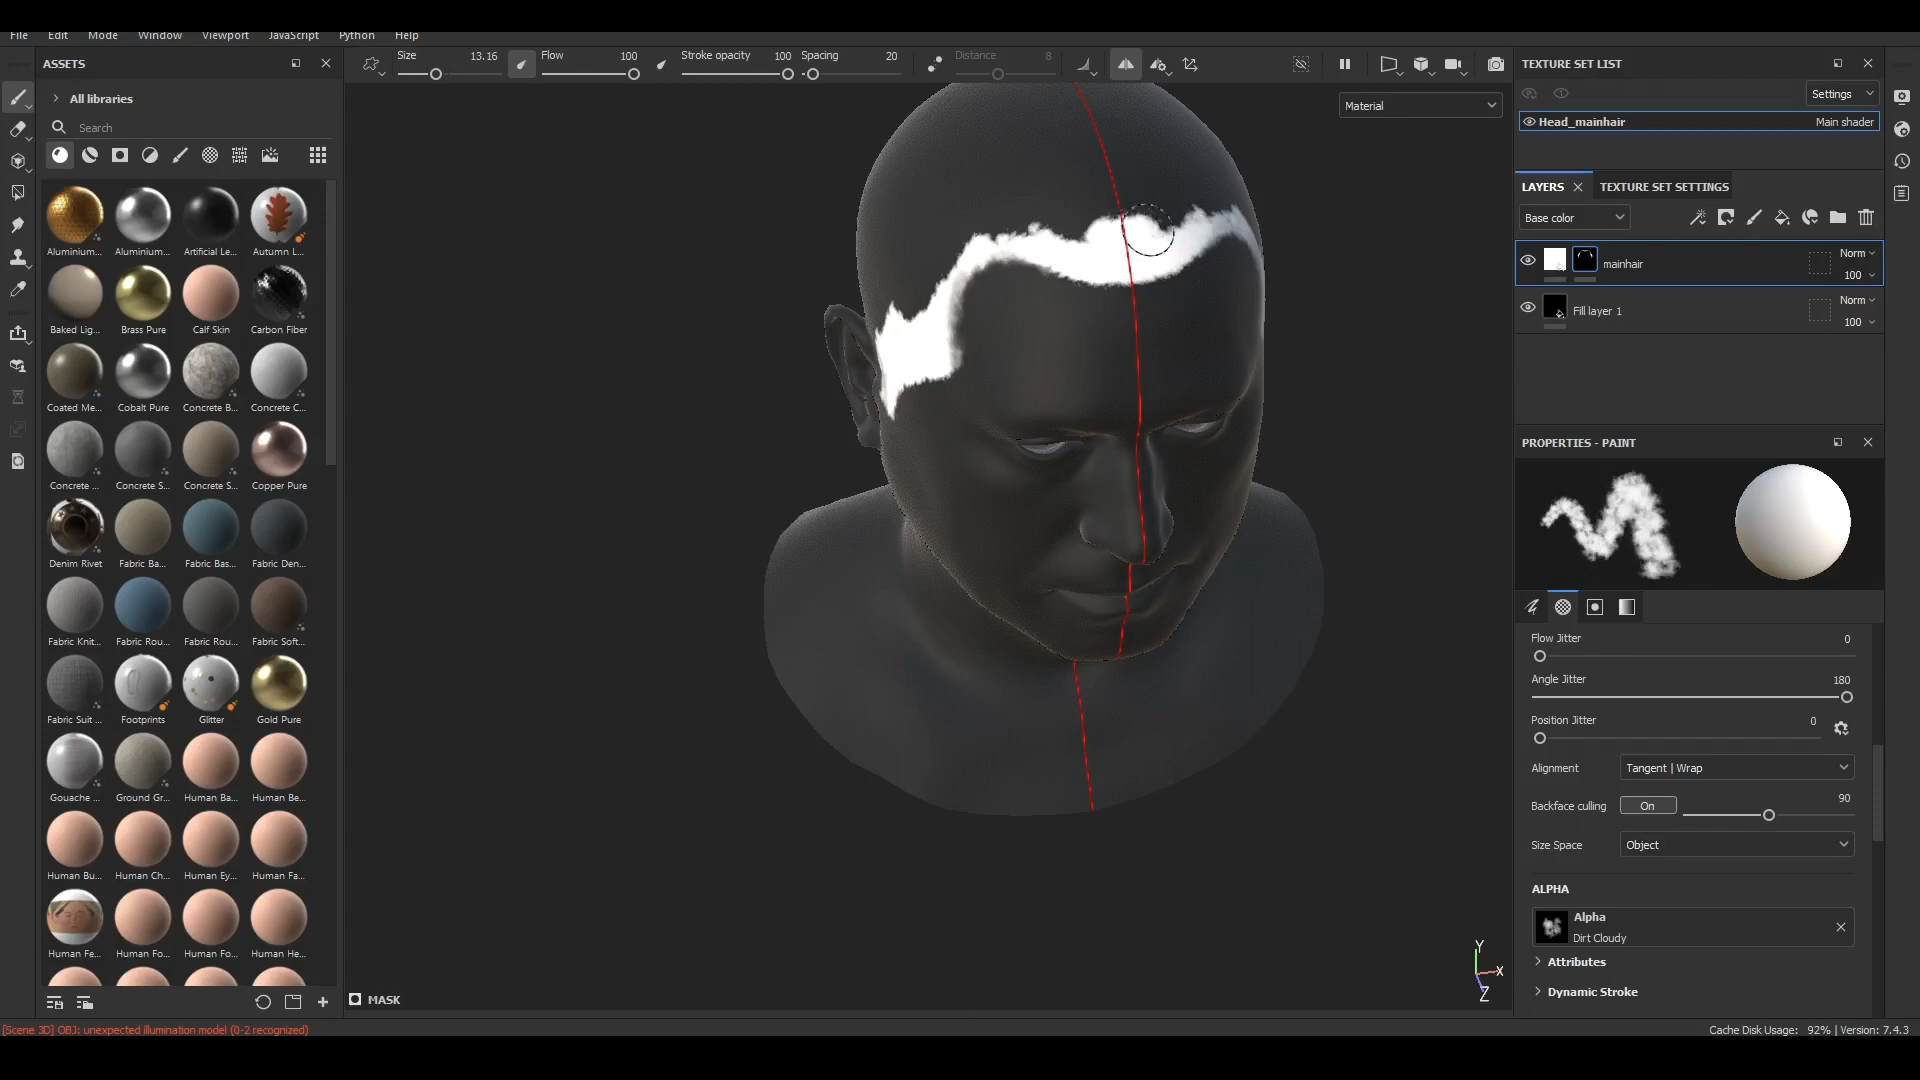 File Edit Mode Window Viewport JavaScript Python Help
Size 13.16 Flow 100 Stroke opacity 100 Spacing 20 Distance 8
ASSETS
All libraries
Search
Aluminium... Aluminium... Artificial Le... Autumn L...
Baked Lig... Brass Pure Calf Skin Carbon Fiber
Coated Me... Cobalt Pure Concrete B... Concrete C...
Concrete ... Concrete S... Concrete S... Copper Pure
Denim Rivet Fabric Ba... Fabric Bas... Fabric Den...
Fabric Knit... Fabric Rou... Fabric Rou... Fabric Soft...
Fabric Suit ... Footprints Glitter Gold Pure
Gouache ... Ground Gr... Human Ba... Human Be...
Human Bu... Human Ch... Human Ey... Human Fa...
Human Fe... Human Fo... Human Fo... Human He...
Material
Y
X
Z
MASK
TEXTURE SET LIST
Settings
Head_mainhair Main shader
LAYERS TEXTURE SET SETTINGS
Base color
mainhair Norm 100
Fill layer 1 Norm 100
PROPERTIES - PAINT
Flow Jitter 0
Angle Jitter 180
Position Jitter 0
Alignment Tangent | Wrap
Backface culling On 90
Size Space Object
ALPHA
Alpha
Dirt Cloudy
Attributes
Dynamic Stroke
[Scene 3D] OBJ: unexpected illumination model (0-2 recognized)
Cache Disk Usage: 92% | Version: 7.4.3